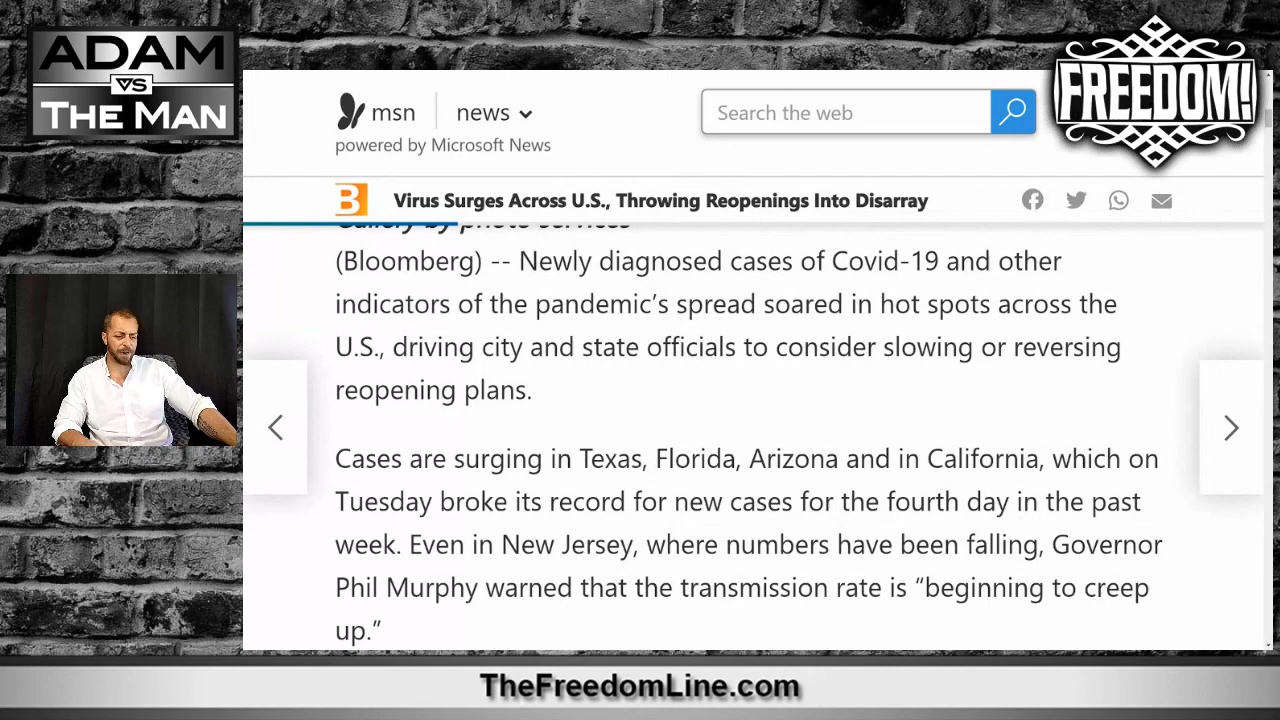 ADAM
VS
THE MAN
FREEDOM!
msn
news
powered by Microsoft News
Search the web
B
Virus Surges Across U.S., Throwing Reopenings Into Disarray
Gallery by photo services
(Bloomberg) -- Newly diagnosed cases of Covid-19 and other
indicators of the pandemic’s spread soared in hot spots across the
U.S., driving city and state officials to consider slowing or reversing
reopening plans.
Cases are surging in Texas, Florida, Arizona and in California, which on
Tuesday broke its record for new cases for the fourth day in the past
week. Even in New Jersey, where numbers have been falling, Governor
Phil Murphy warned that the transmission rate is “beginning to creep
up.”
TheFreedomLine.com